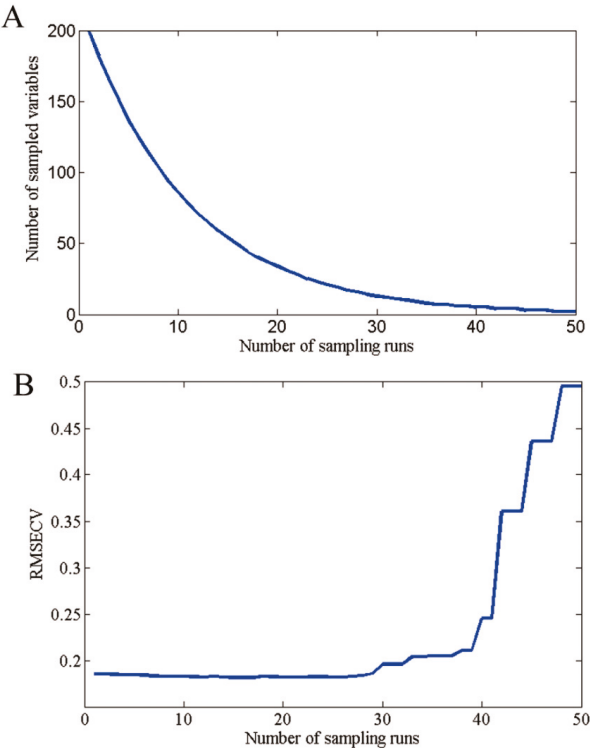 A
200
150
100
50
0
Number of sampled variables
0 10 20 30 40 50
Number of sampling runs
B
0.5
0.45
0.4
0.35
0.3
0.25
0.2
RMSECV
0 10 20 30 40 50
Number of sampling runs